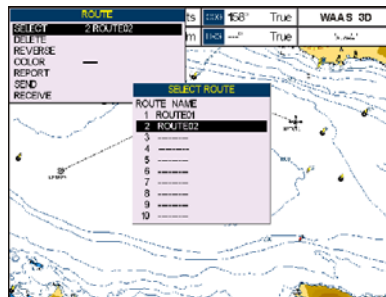 ROUTE
SELECT 2 ROUTE02
DELETE
REVERSE
COLOR
REPORT
SEND
RECEIVE
ts 158° True WAAS 3D
m ---° True
SELECT ROUTE
ROUTE NAME
1 ROUTE01
2 ROUTE02
3 --------
4 --------
5 --------
6 --------
7 --------
8 --------
9 --------
10 --------